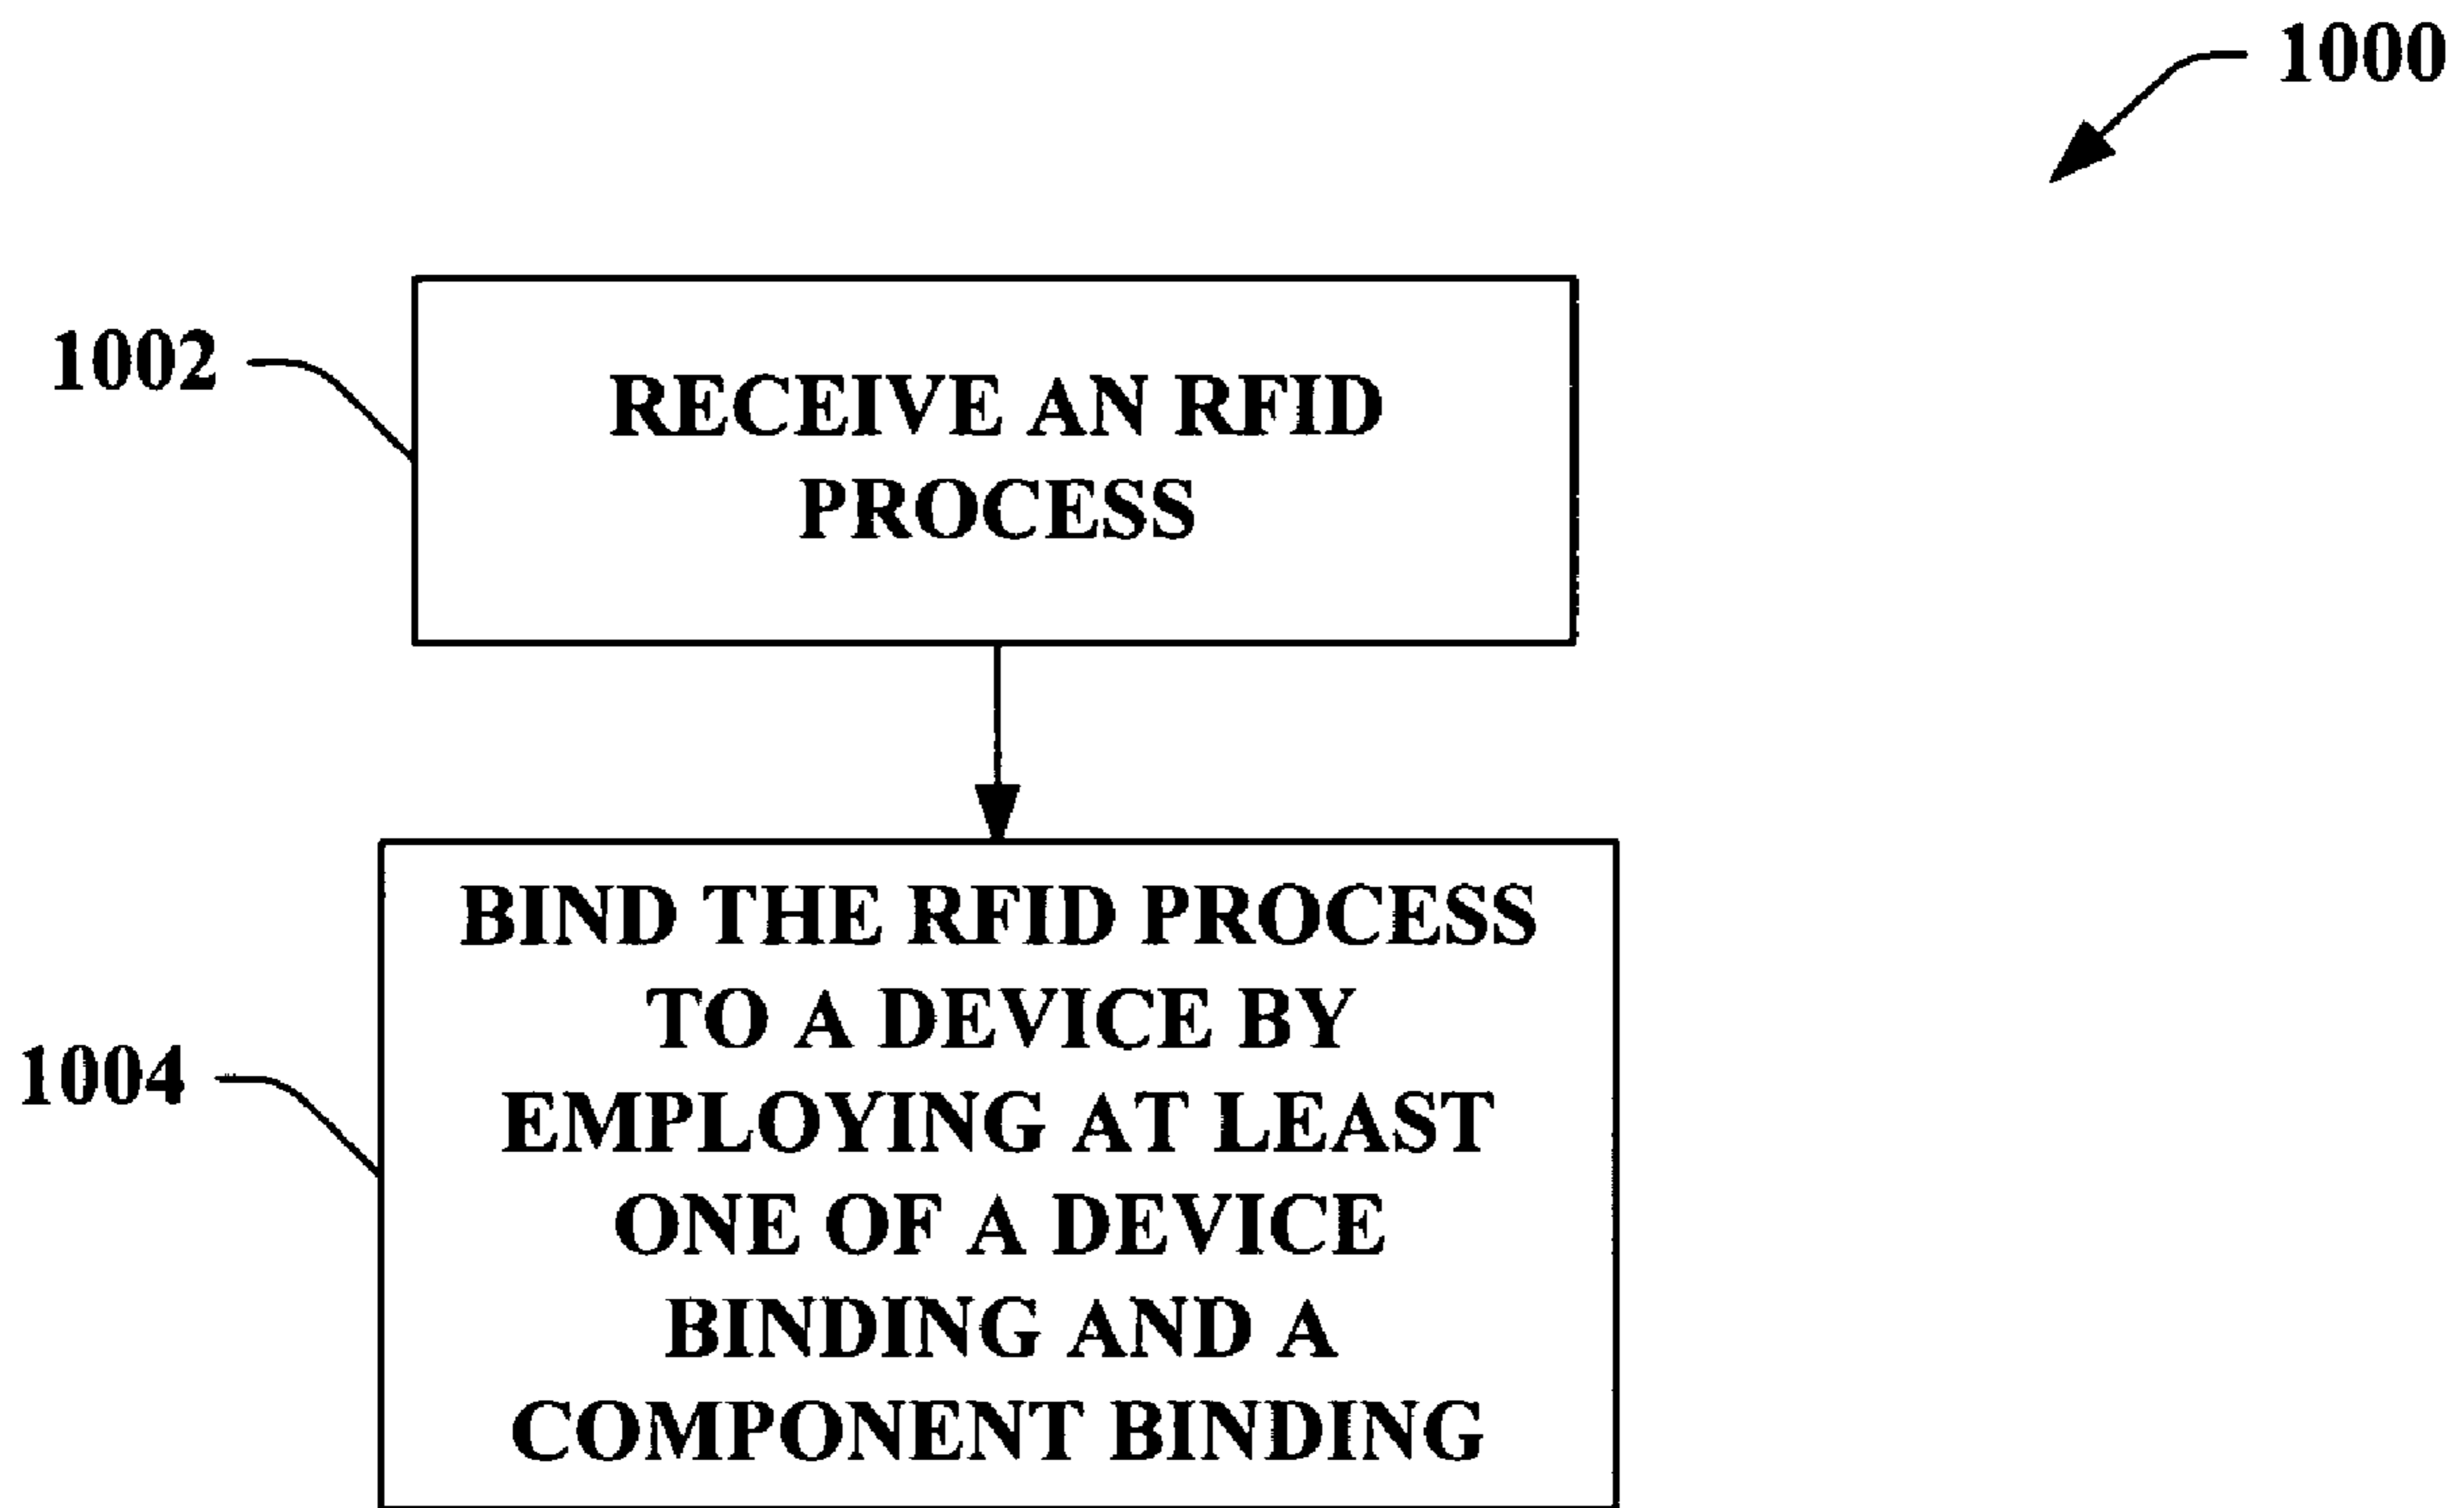 1000
1002
RECEIVE AN RFID
PROCESS
BIND THE RFID PROCESS
TO A DEVICE BY
1004
EMPLOYING AT LEAST
ONE OF A DEVICE
BINDING AND A
COMPONENT BINDING